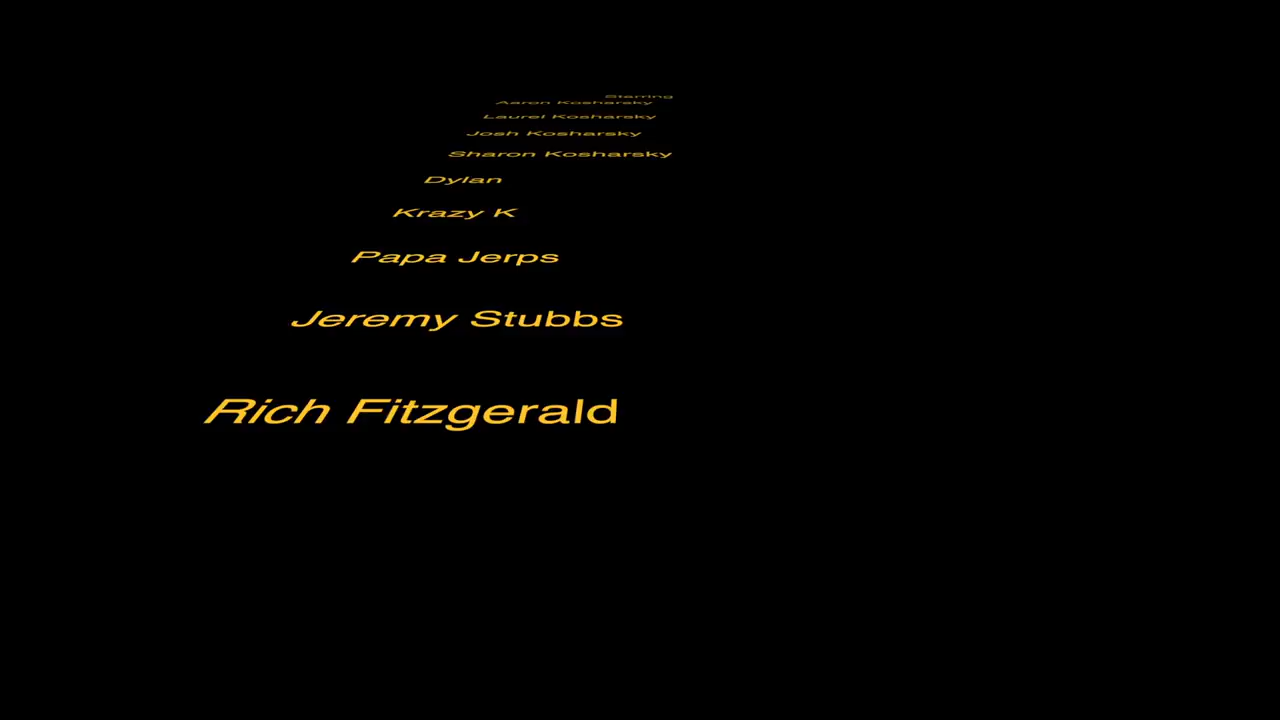 Starring
Aaron Kosharsky
Laurel Kosharsky
Josh Kosharsky
Sharon Kosharsky
Dylan
Krazy K
Papa Jerps
Jeremy Stubbs
Rich Fitzgerald